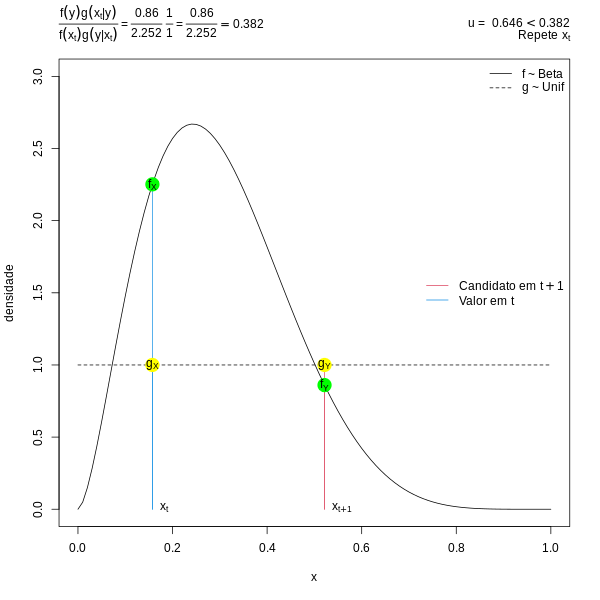 f(y)g(xt|y) / f(xt)g(y|xt) = 0.86 / 2.252 1 / 1 = 0.86 / 2.252 = 0.382
u = 0.646 < 0.382
Repete xt
f ~ Beta
g ~ Unif
fX
Candidato em t + 1
Valor em t
gX
gY
fY
xt
xt+1
densidade
0.0
0.5
1.0
1.5
2.0
2.5
3.0
0.0 0.2 0.4 0.6 0.8 1.0
x